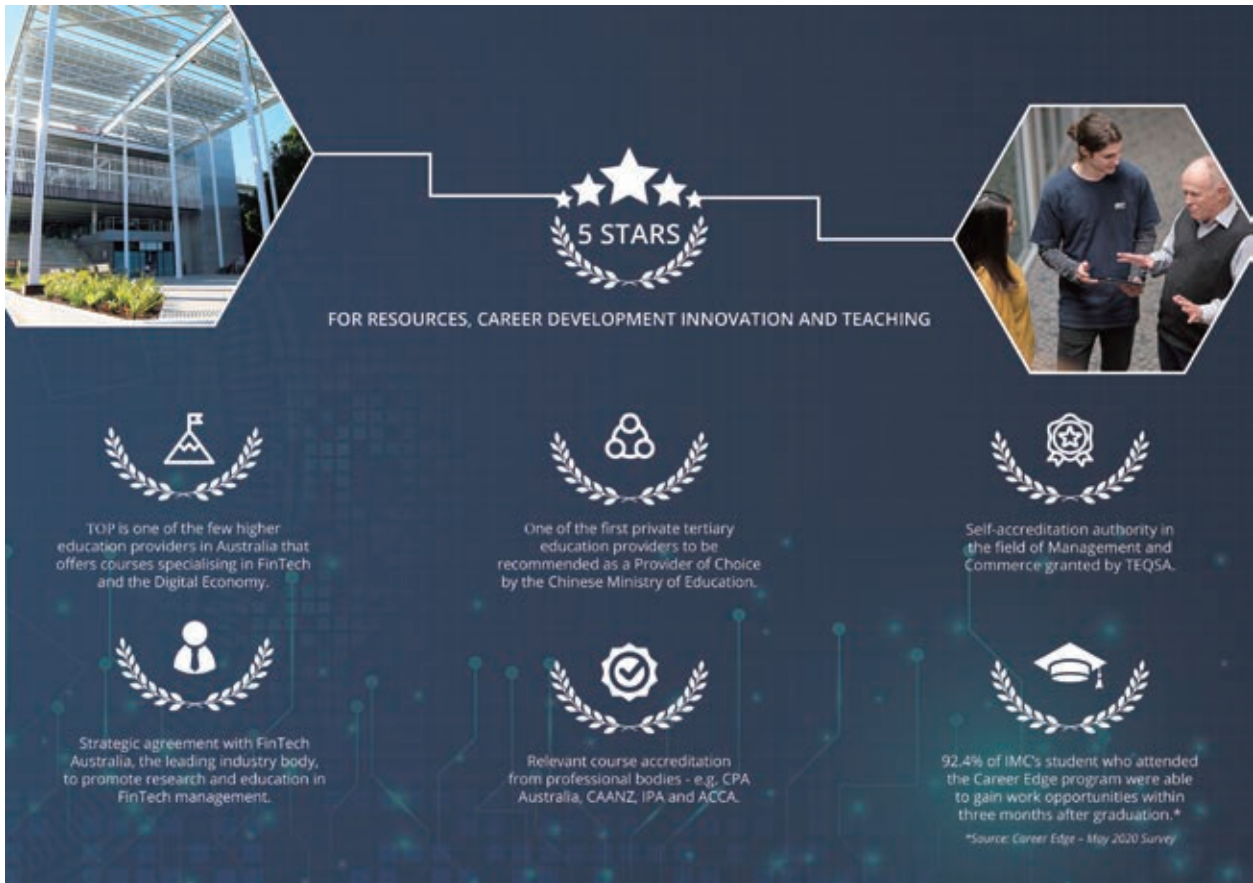 5 STARS
FOR RESOURCES, CAREER DEVELOPMENT INNOVATION AND TEACHING
TOP is one of the few higher
education providers in Australia that
offers courses specialising in FinTech
and the Digital Economy.
One of the first private tertiary
education providers to be
recommended as a Provider of Choice
by the Chinese Ministry of Education.
Self-accreditation authority in
the field of Management and
Commerce granted by TEQSA.
Strategic agreement with FinTech
Australia, the leading industry body,
to promote research and education in
FinTech management.
Relevant course accreditation
from professional bodies - e.g. CPA
Australia, CAANZ, IPA and ACCA.
92.4% of IMC's student who attended
the Career Edge program were able
to gain work opportunities within
three months after graduation.*
*Source: Career Edge – May 2020 Survey